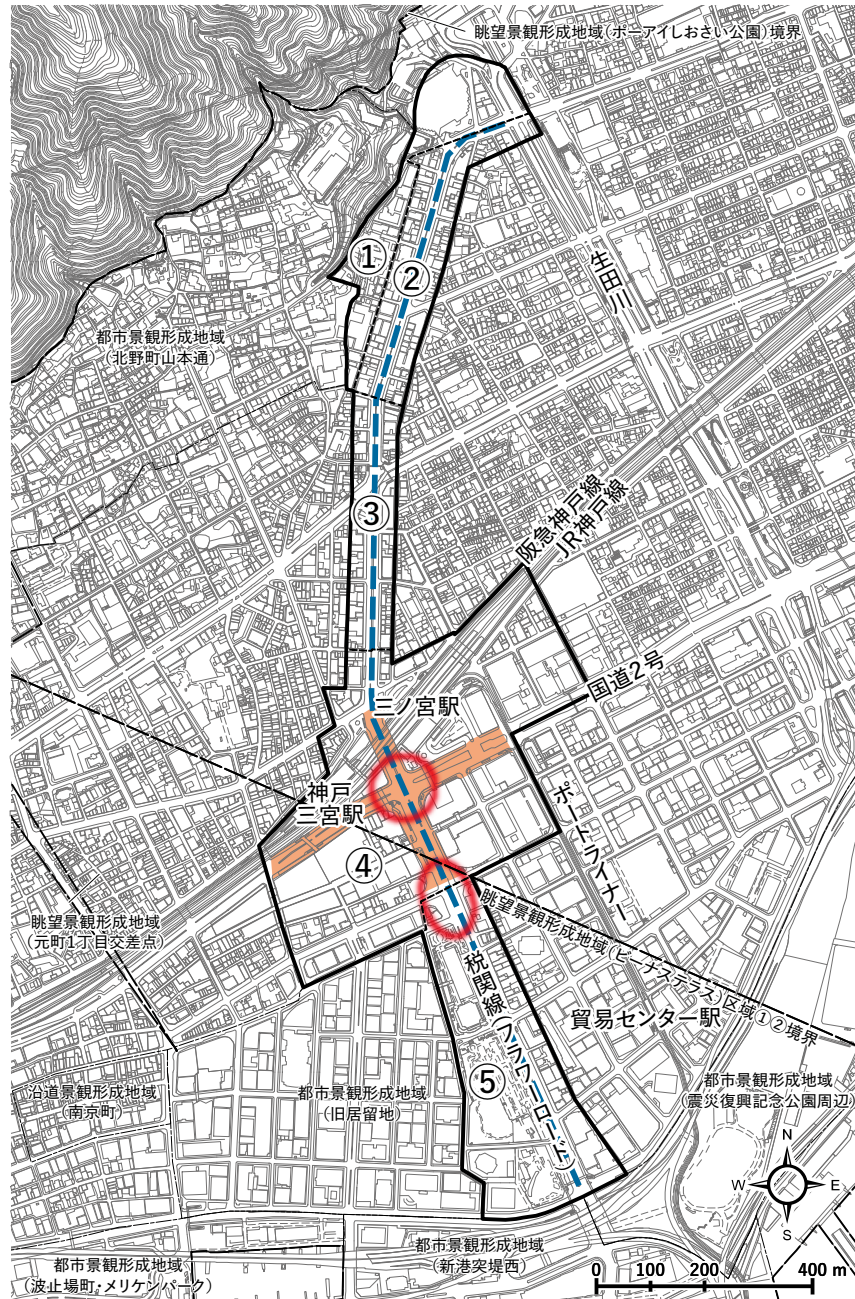 眺望景観形成地域(ポーアイしおさい公園)境界
①
②
生田川
都市景観形成地域
(北野町山本通)
③
阪急神戸線
JR神戸線
国道2号
三ノ宮駅
神戸
三宮駅
ポートライナー
④
眺望景観形成地域
(元町1丁目交差点)
眺望景観形成地域(ビーナステラス)区域①②境界
税関線(フラワーロード)
貿易センター駅
⑤
沿道景観形成地域
(南京町)
都市景観形成地域
(旧居留地)
都市景観形成地域
(震災復興記念公園周辺)
N
W
E
S
都市景観形成地域
(波止場町・メリケンパーク)
都市景観形成地域
(新港突堤西)
0 100 200 400 m